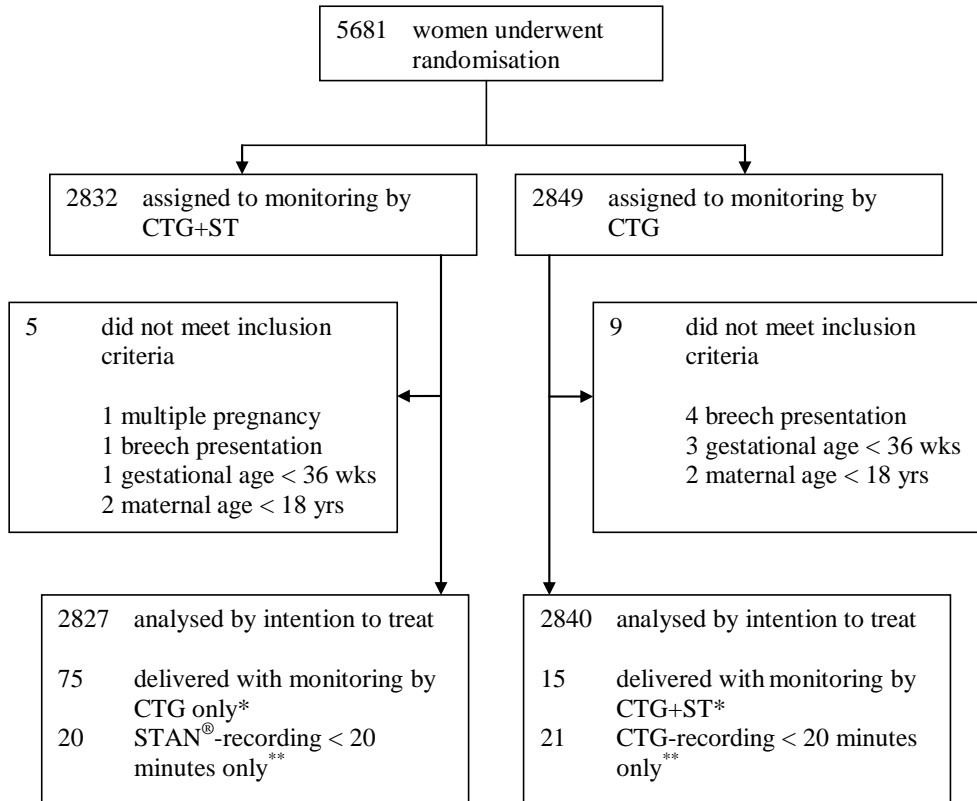 5681 women underwent
randomisation
2832 assigned to monitoring by
CTG+ST
2849 assigned to monitoring by
CTG
5 did not meet inclusion
criteria
1 multiple pregnancy
1 breech presentation
1 gestational age < 36 wks
2 maternal age < 18 yrs
9 did not meet inclusion
criteria
4 breech presentation
3 gestational age < 36 wks
2 maternal age < 18 yrs
2827 analysed by intention to treat
75 delivered with monitoring by
CTG only*
20 STAN®-recording < 20
minutes only**
2840 analysed by intention to treat
15 delivered with monitoring by
CTG+ST*
21 CTG-recording < 20 minutes
only**